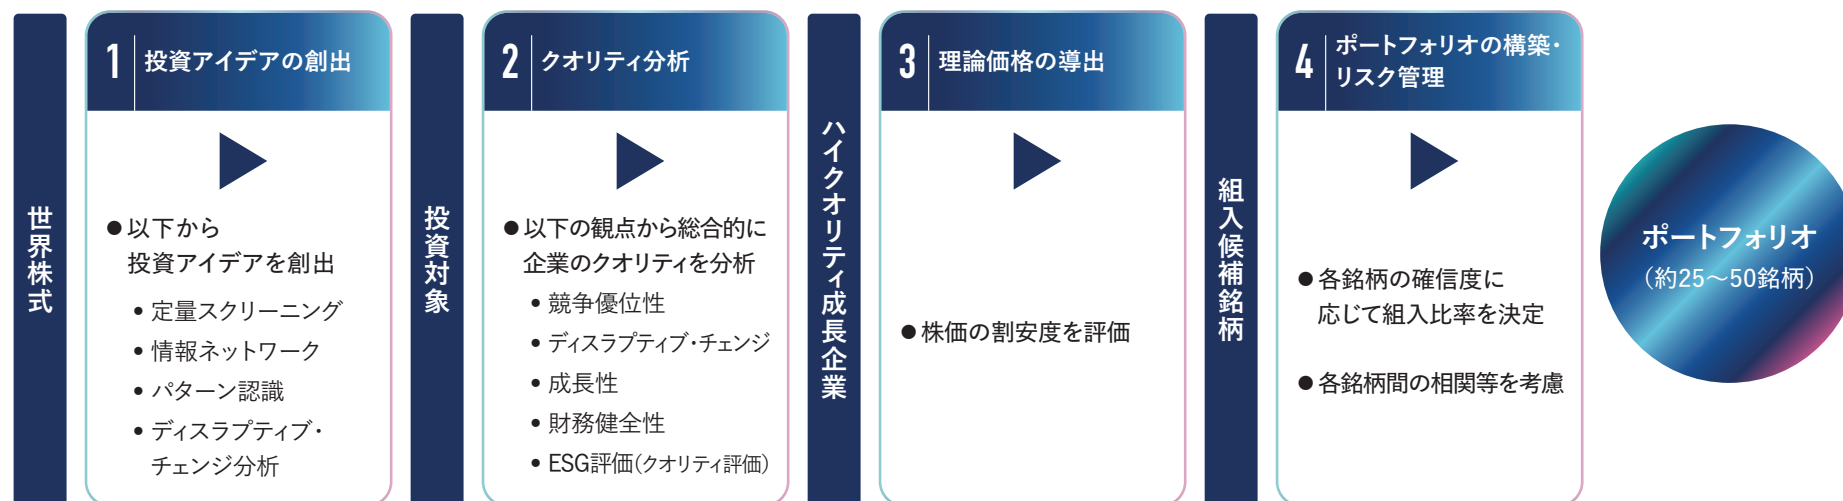 世界株式
1 投資アイデアの創出
● 以下から
投資アイデアを創出
• 定量スクリーニング
• 情報ネットワーク
• パターン認識
• ディスラプティブ・
チェンジ分析
投資対象
2 クオリティ分析
● 以下の観点から総合的に
企業のクオリティを分析
• 競争優位性
• ディスラプティブ・チェンジ
• 成長性
• 財務健全性
• ESG評価(クオリティ評価)
ハイクオリティ成長企業
3 理論価格の導出
● 株価の割安度を評価
組入候補銘柄
4 ポートフォリオの構築・
リスク管理
● 各銘柄の確信度に
応じて組入比率を決定
● 各銘柄間の相関等を考慮
ポートフォリオ
(約25～50銘柄)